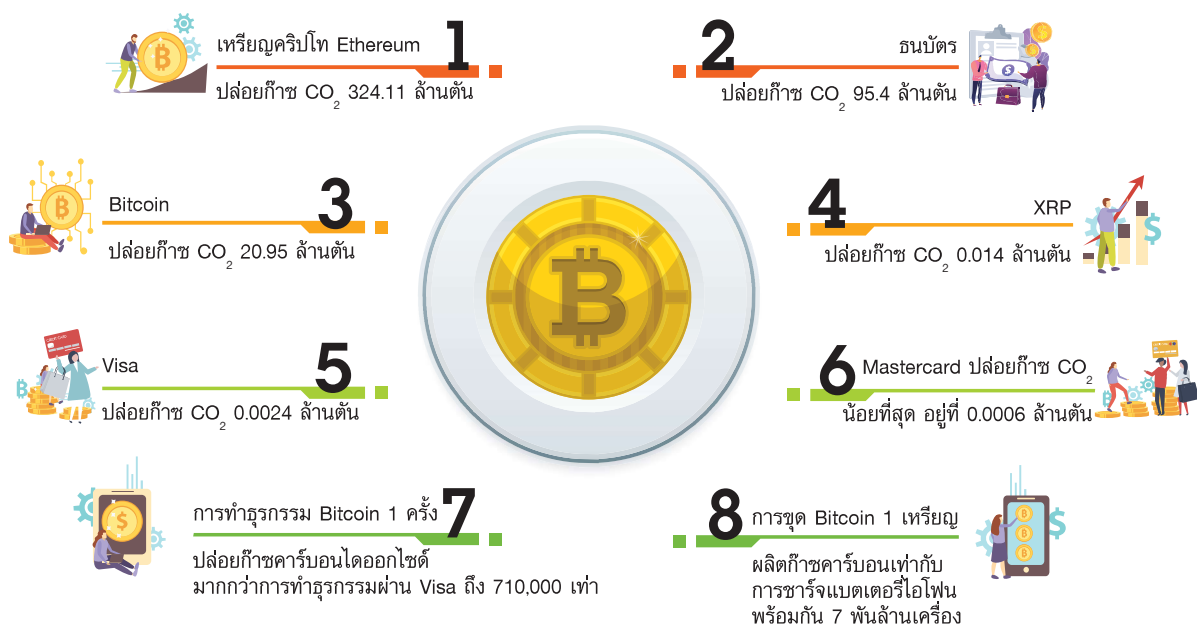 1
เหรียญคริปโท Ethereum
ปล่อยก๊าซ CO2 324.11 ล้านตัน
2
ธนบัตร
ปล่อยก๊าซ CO2 95.4 ล้านตัน
3
Bitcoin
ปล่อยก๊าซ CO2 20.95 ล้านตัน
4
XRP
ปล่อยก๊าซ CO2 0.014 ล้านตัน
5
Visa
ปล่อยก๊าซ CO2 0.0024 ล้านตัน
6
Mastercard ปล่อยก๊าซ CO2
น้อยที่สุด อยู่ที่ 0.0006 ล้านตัน
7
การทำธุรกรรม Bitcoin 1 ครั้ง
ปล่อยก๊าซคาร์บอนไดออกไซด์
มากกว่าการทำธุรกรรมผ่าน Visa ถึง 710,000 เท่า
8
การขุด Bitcoin 1 เหรียญ
ผลิตก๊าซคาร์บอนเท่ากับ
การชาร์จแบตเตอรี่ไอโฟน
พร้อมกัน 7 พันล้านเครื่อง